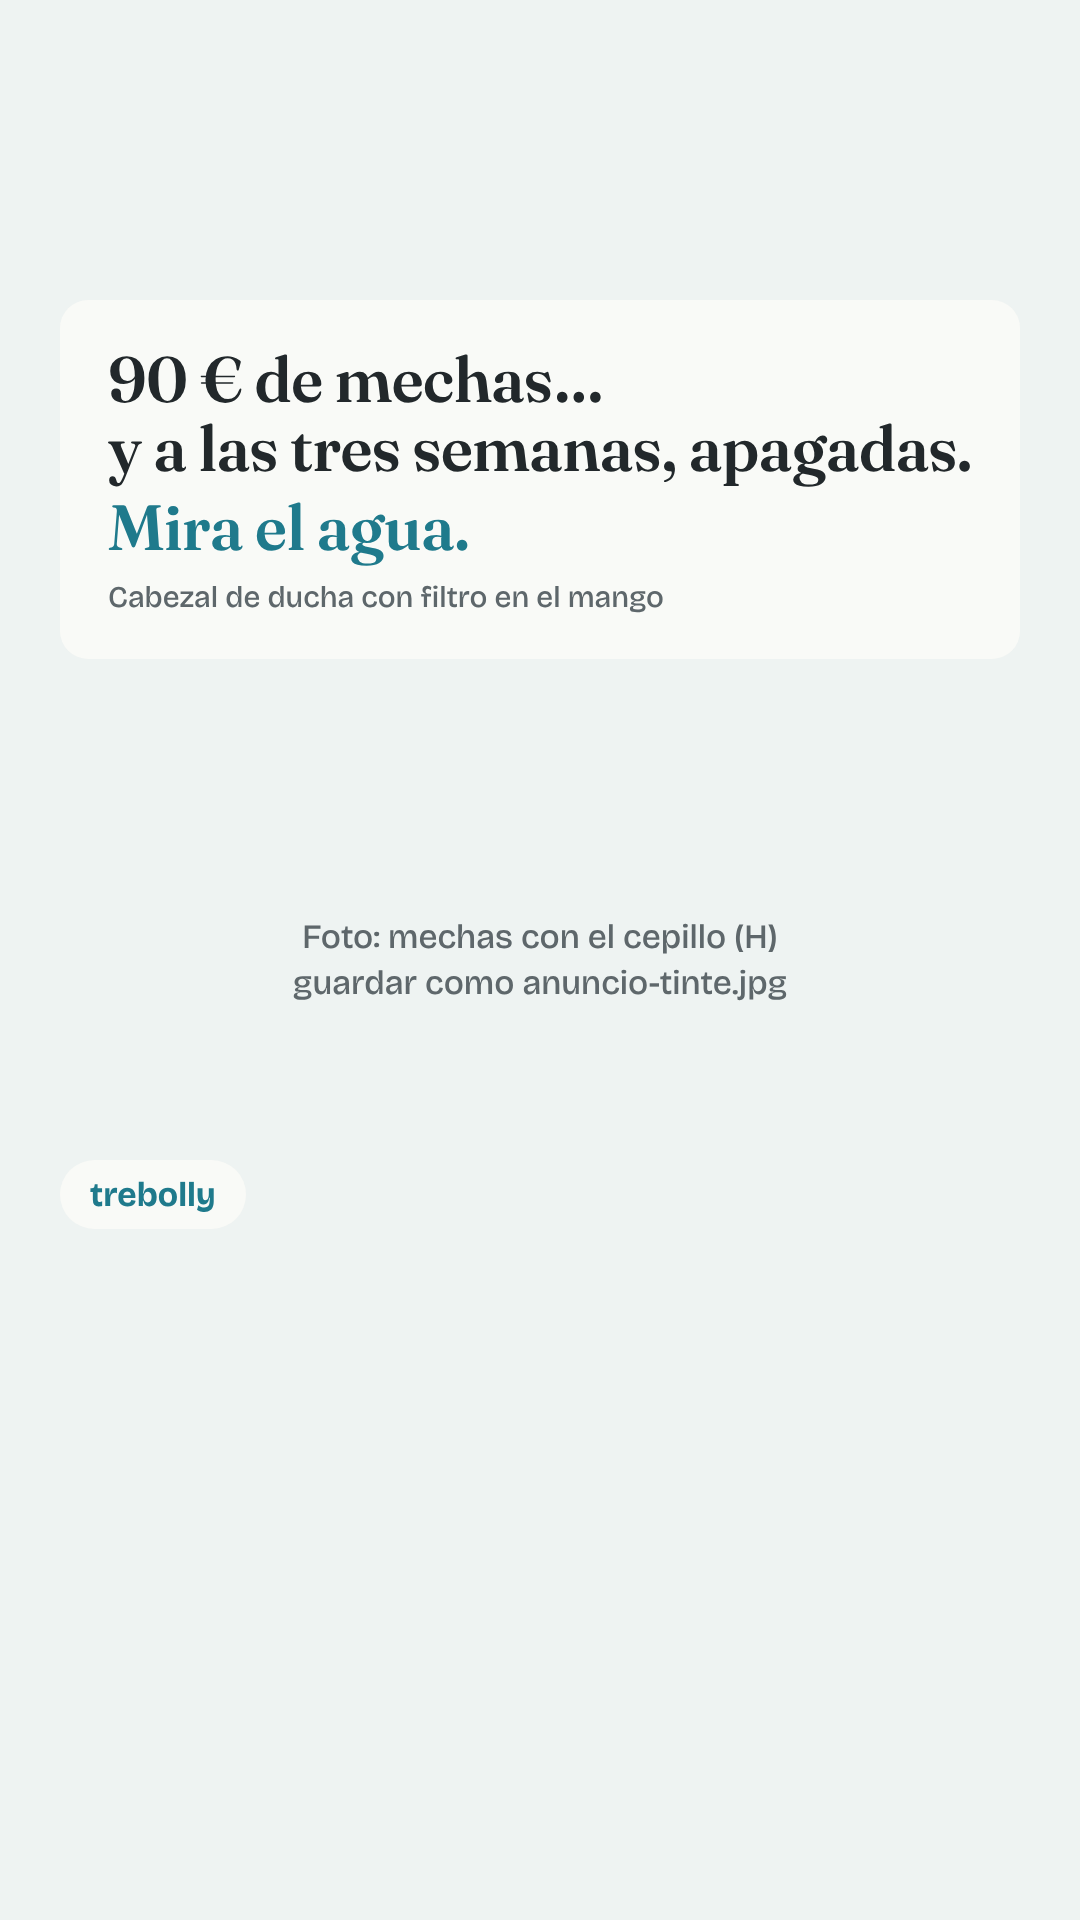 90 € de mechas...
y a las tres semanas, apagadas.
Mira el agua.
Cabezal de ducha con filtro en el mango
Foto: mechas con el cepillo (H)
guardar como anuncio-tinte.jpg
trebolly